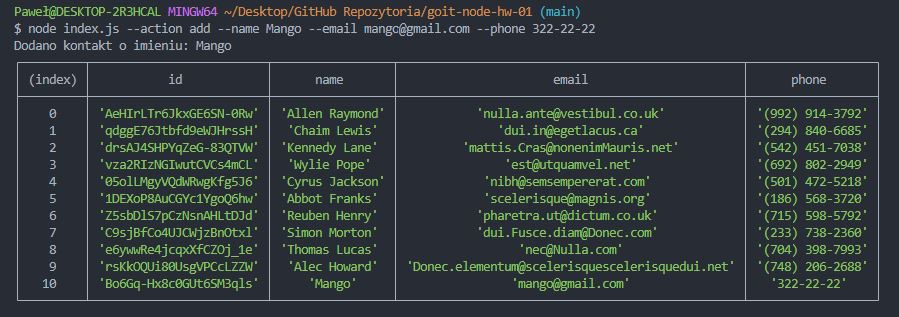 Paweł@DESKTOP-2R3HCAL MINGW64 ~/Desktop/GitHub Repozytoria/goit-node-hw-01 (main)
$ node index.js --action add --name Mango --email mango@gmail.com --phone 322-22-22
Dodano kontakt o imieniu: Mango
(index) id name email phone
0 'AeHIrLTr6JkxGE6SN-0Rw' 'Allen Raymond' 'nulla.ante@vestibul.co.uk' '(992) 914-3792'
1 'qdggE76Jtbfd9eWJHrssH' 'Chaim Lewis' 'dui.in@egetlacus.ca' '(294) 840-6685'
2 'drsAJ4SHPYqZeG-83QTVW' 'Kennedy Lane' 'mattis.Cras@nonenimMauris.net' '(542) 451-7038'
3 'vza2RIzNGIwutCVCs4mCL' 'Wylie Pope' 'est@utquamvel.net' '(692) 802-2949'
4 '05olLMgyVQdWRwgKfg5J6' 'Cyrus Jackson' 'nibh@semsempererat.com' '(501) 472-5218'
5 '1DEXoP8AuCGYc1YgoQ6hw' 'Abbot Franks' 'scelerisque@magnis.org' '(186) 568-3720'
6 'Z5sbDlS7pCzNsnAHLtDJd' 'Reuben Henry' 'pharetra.ut@dictum.co.uk' '(715) 598-5792'
7 'C9sjBfCo4UJCWjzBnOtxl' 'Simon Morton' 'dui.Fusce.diam@Donec.com' '(233) 738-2360'
8 'e6ywwRe4jcqxXfCZOj_1e' 'Thomas Lucas' 'nec@Nulla.com' '(704) 398-7993'
9 'rsKkOQUi80UsgVPCcLZZW' 'Alec Howard' 'Donec.elementum@scelerisquescelerisquedui.net' '(748) 206-2688'
10 'Bo6Gq-Hx8c0GUt6SM3qls' 'Mango' 'mango@gmail.com' '322-22-22'